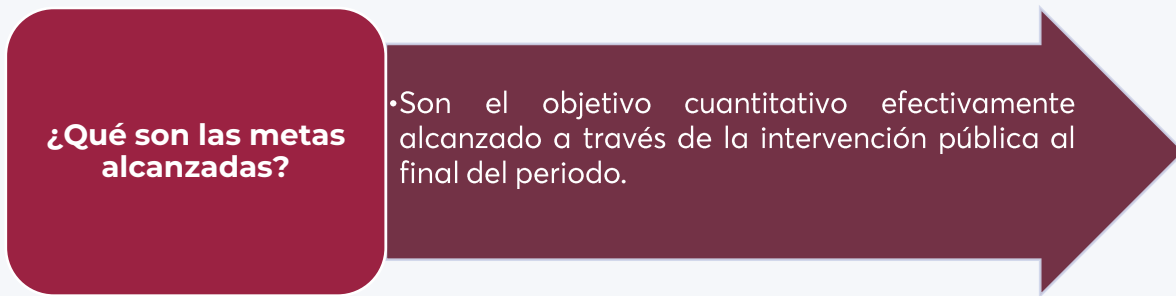 ¿Qué son las metas
alcanzadas?
•Son el objetivo cuantitativo efectivamente
alcanzado a través de la intervención pública al
final del periodo.